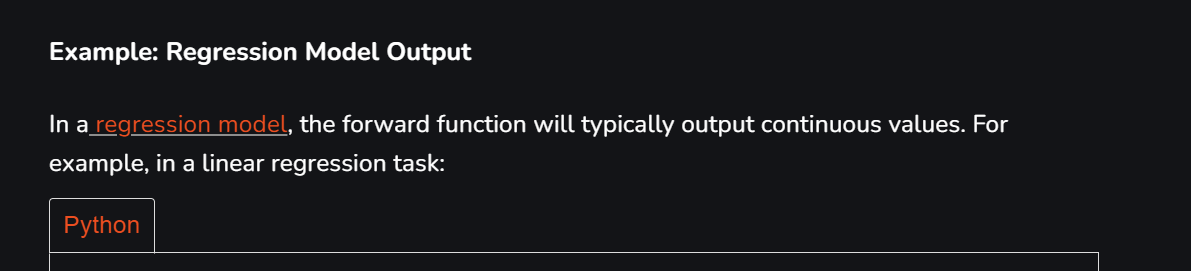 Example: Regression Model Output
In a regression model, the forward function will typically output continuous values. For
example, in a linear regression task:
Python